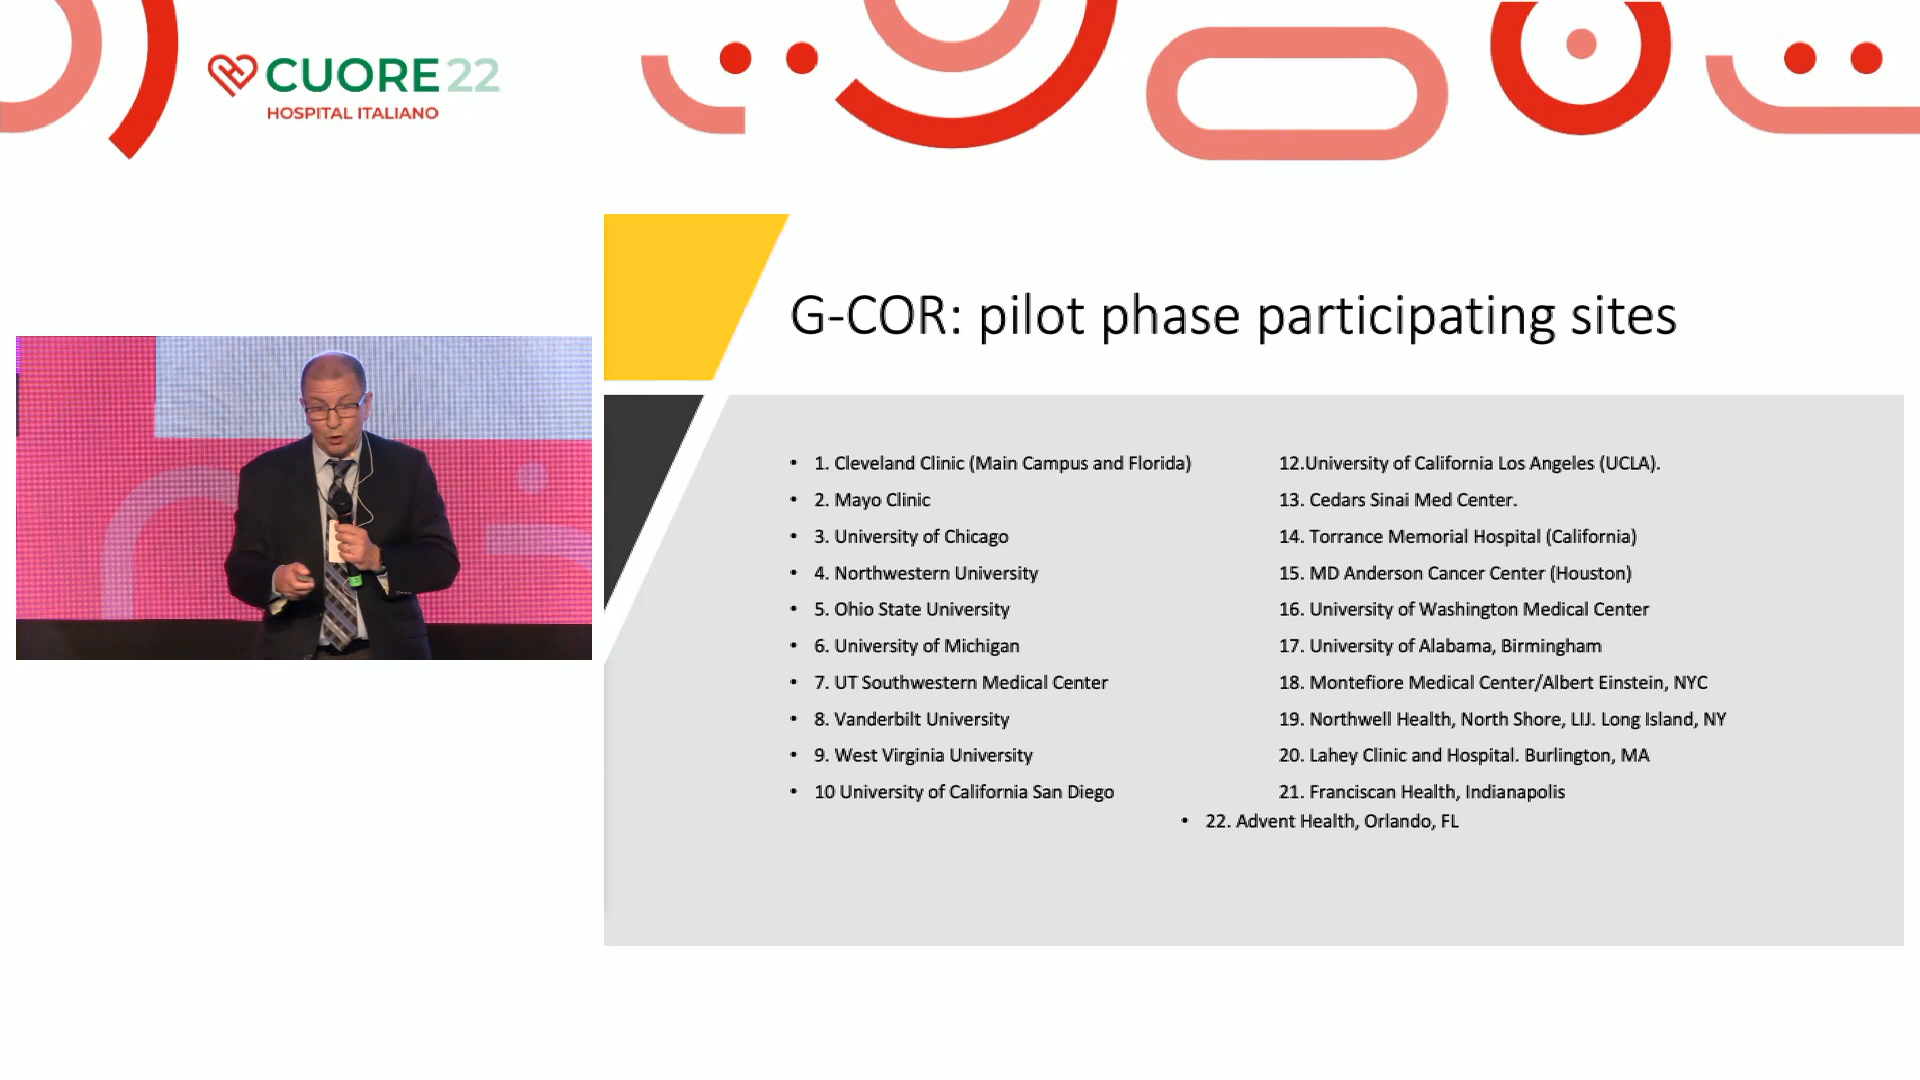 CUORE 22
HOSPITAL ITALIANO
G-COR: pilot phase participating sites
• 1. Cleveland Clinic (Main Campus and Florida)
• 2. Mayo Clinic
• 3. University of Chicago
• 4. Northwestern University
• 5. Ohio State University
• 6. University of Michigan
• 7. UT Southwestern Medical Center
• 8. Vanderbilt University
• 9. West Virginia University
• 10 University of California San Diego
12.University of California Los Angeles (UCLA).
13. Cedars Sinai Med Center.
14. Torrance Memorial Hospital (California)
15. MD Anderson Cancer Center (Houston)
16. University of Washington Medical Center
17. University of Alabama, Birmingham
18. Montefiore Medical Center/Albert Einstein, NYC
19. Northwell Health, North Shore, LIJ. Long Island, NY
20. Lahey Clinic and Hospital. Burlington, MA
21. Franciscan Health, Indianapolis
• 22. Advent Health, Orlando, FL